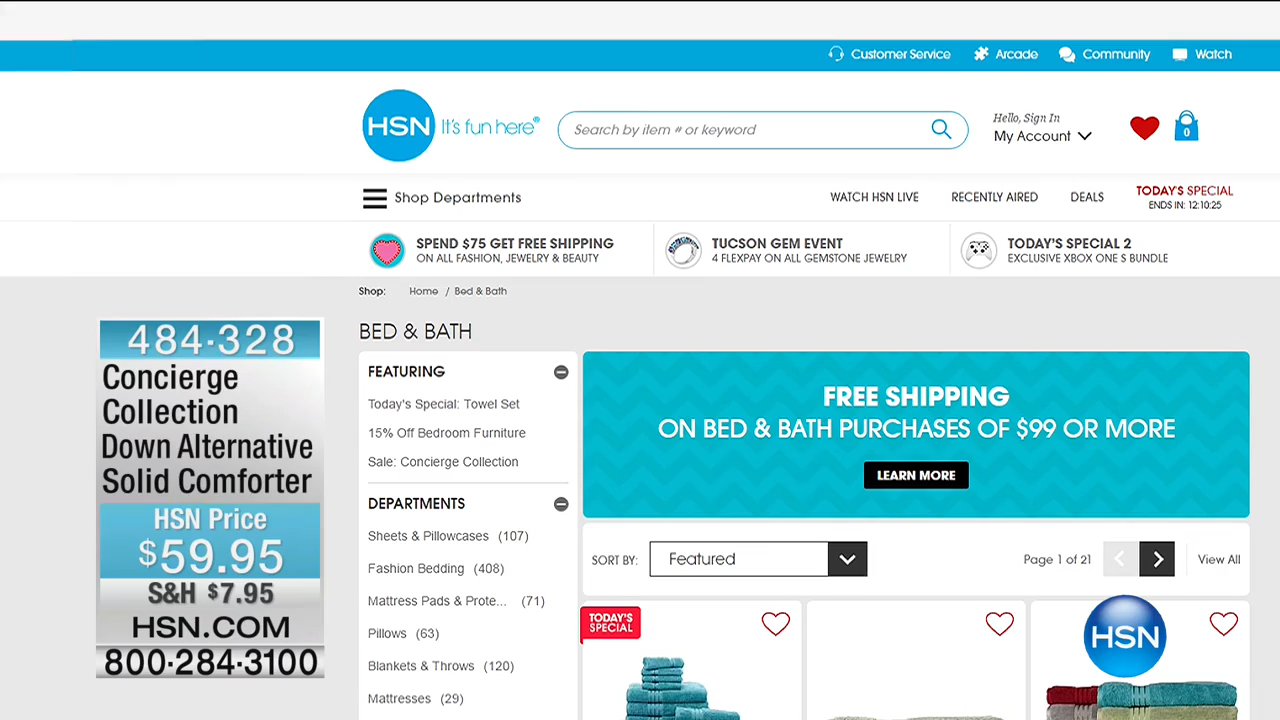 Customer Service
Arcade
Community
Watch
HSN It's fun here®
Search by item # or keyword
Hello, Sign In
My Account
0
Shop Departments
WATCH HSN LIVE
RECENTLY AIRED
DEALS
TODAY'S SPECIAL
ENDS IN: 12:10:25
SPEND $75 GET FREE SHIPPING
ON ALL FASHION, JEWELRY & BEAUTY
TUCSON GEM EVENT
4 FLEXPAY ON ALL GEMSTONE JEWELRY
TODAY'S SPECIAL 2
EXCLUSIVE XBOX ONE S BUNDLE
Shop: Home / Bed & Bath
BED & BATH
484·328
Concierge
Collection
Down Alternative
Solid Comforter
HSN Price
$59.95
S&H $7.95
HSN.COM
800·284·3100
FEATURING
Today's Special: Towel Set
15% Off Bedroom Furniture
Sale: Concierge Collection
DEPARTMENTS
Sheets & Pillowcases (107)
Fashion Bedding (408)
Mattress Pads & Prote... (71)
Pillows (63)
Blankets & Throws (120)
Mattresses (29)
FREE SHIPPING
ON BED & BATH PURCHASES OF $99 OR MORE
LEARN MORE
SORT BY: Featured
Page 1 of 21
View All
TODAY'S
SPECIAL
HSN